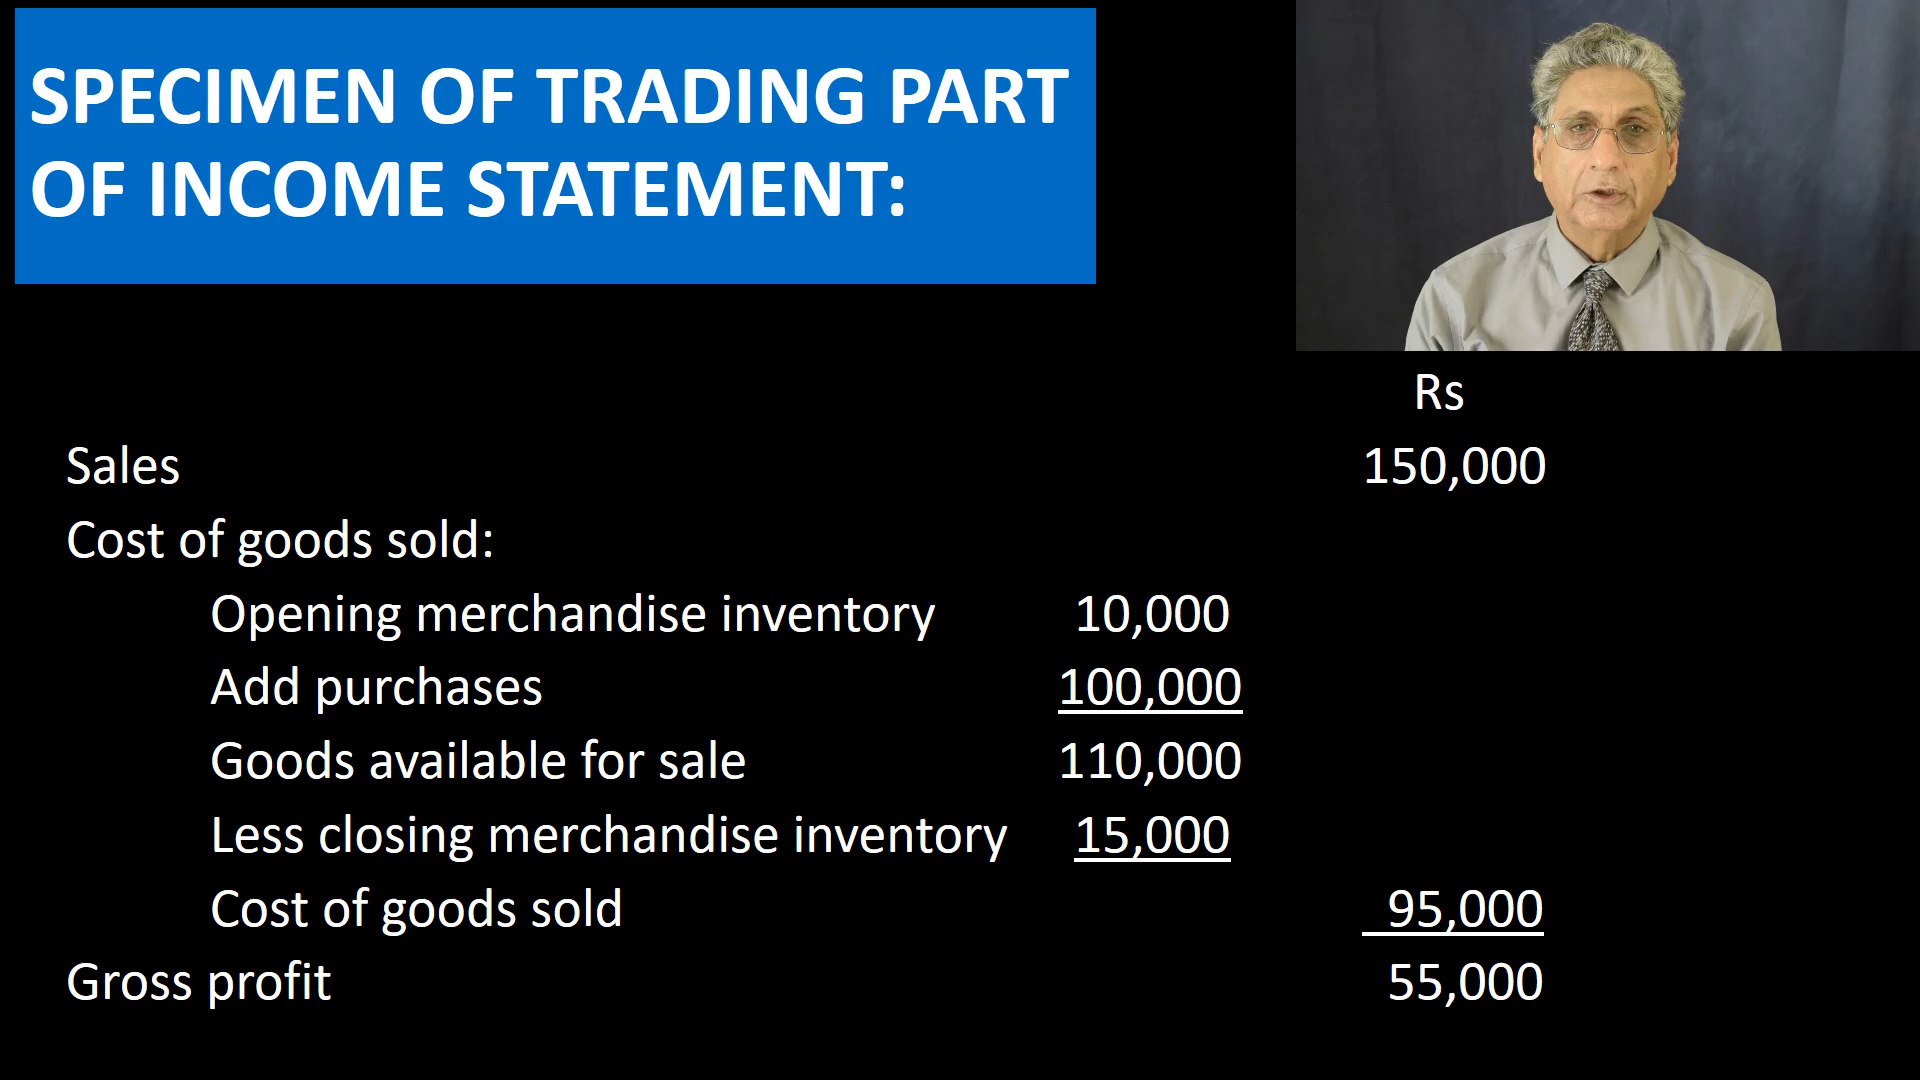 SPECIMEN OF TRADING PART
OF INCOME STATEMENT:
Rs
Sales 150,000
Cost of goods sold:
Opening merchandise inventory 10,000
Add purchases 100,000
Goods available for sale 110,000
Less closing merchandise inventory 15,000
Cost of goods sold 95,000
Gross profit 55,000